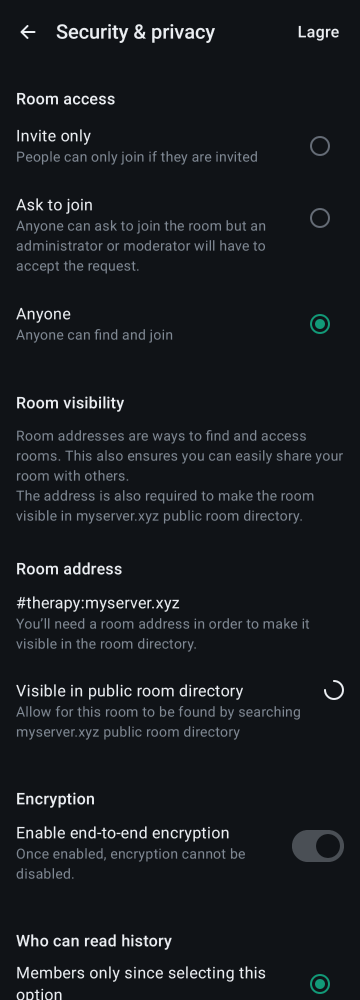 Security & privacy
Lagre
Room access
Invite only
People can only join if they are invited
Ask to join
Anyone can ask to join the room but an
administrator or moderator will have to
accept the request.
Anyone
Anyone can find and join
Room visibility
Room addresses are ways to find and access
rooms. This also ensures you can easily share your
room with others.
The address is also required to make the room
visible in myserver.xyz public room directory.
Room address
#therapy:myserver.xyz
You’ll need a room address in order to make it
visible in the room directory.
Visible in public room directory
Allow for this room to be found by searching
myserver.xyz public room directory
Encryption
Enable end-to-end encryption
Once enabled, encryption cannot be
disabled.
Who can read history
Members only since selecting this
option